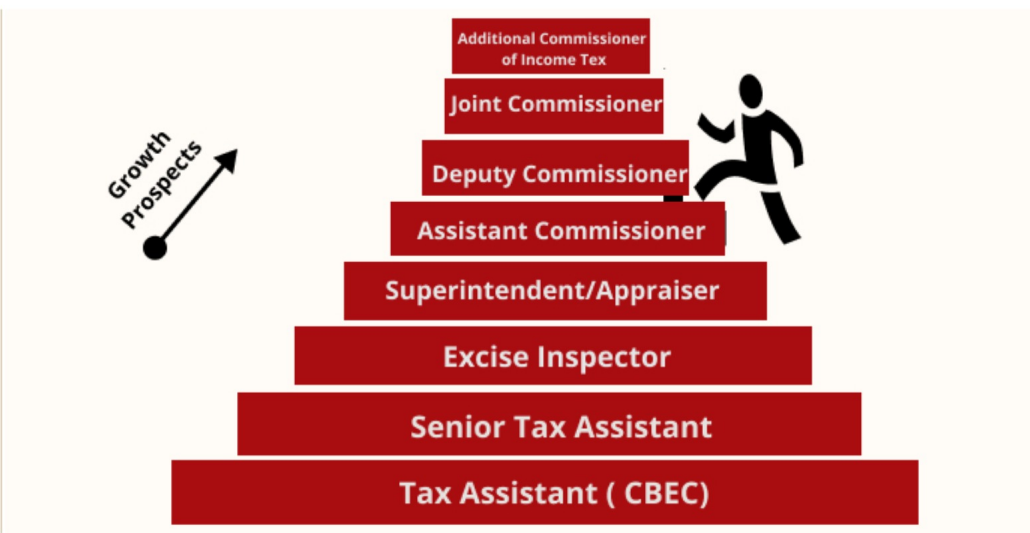 Additional Commissioner
of Income Tex
Joint Commissioner
Growth
Prospects
Deputy Commissioner
Assistant Commissioner
Superintendent/Appraiser
Excise Inspector
Senior Tax Assistant
Tax Assistant ( CBEC)